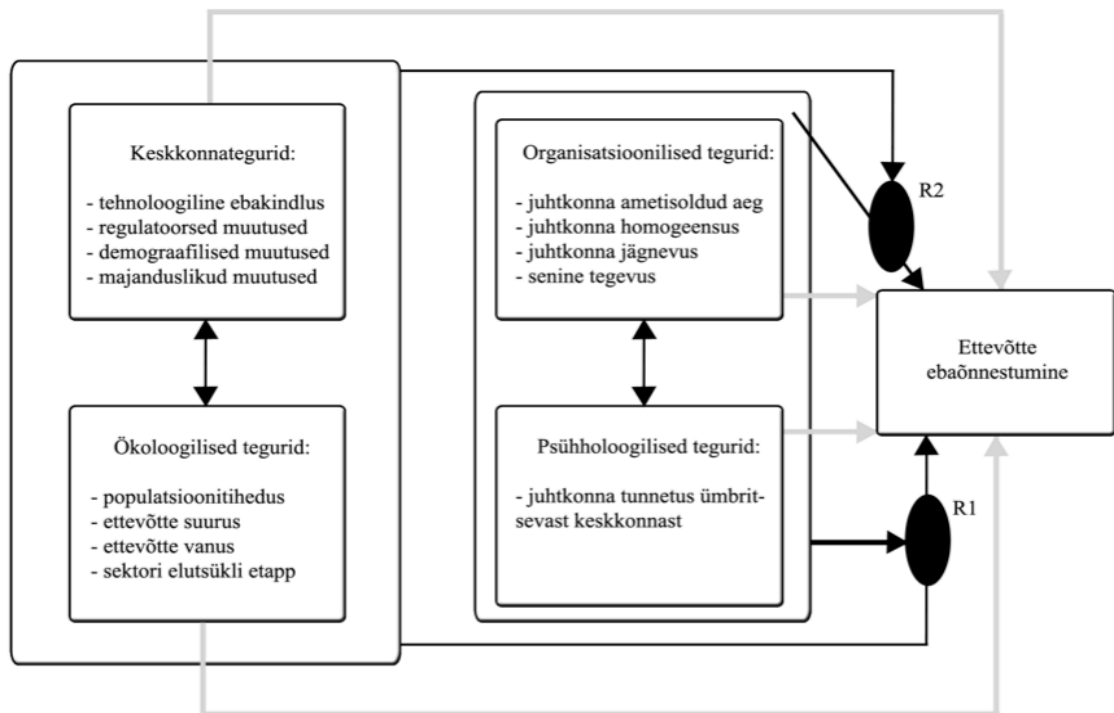 Keskkonnategurid:
- tehnoloogiline ebakindlus
- regulatoorsed muutused
- demograafilised muutused
- majanduslikud muutused
Ökoloogilised tegurid:
- populatsioonitihedus
- ettevõtte suurus
- ettevõtte vanus
- sektori elutsükli etapp
Organisatsioonilised tegurid:
- juhtkonna ametisoldud aeg
- juhtkonna homogeensus
- juhtkonna jägnevus
- senine tegevus
Psühholoogilised tegurid:
- juhtkonna tunnetus ümbrit-
sevast keskkonnast
R2
Ettevõtte
ebaõnnestumine
R1